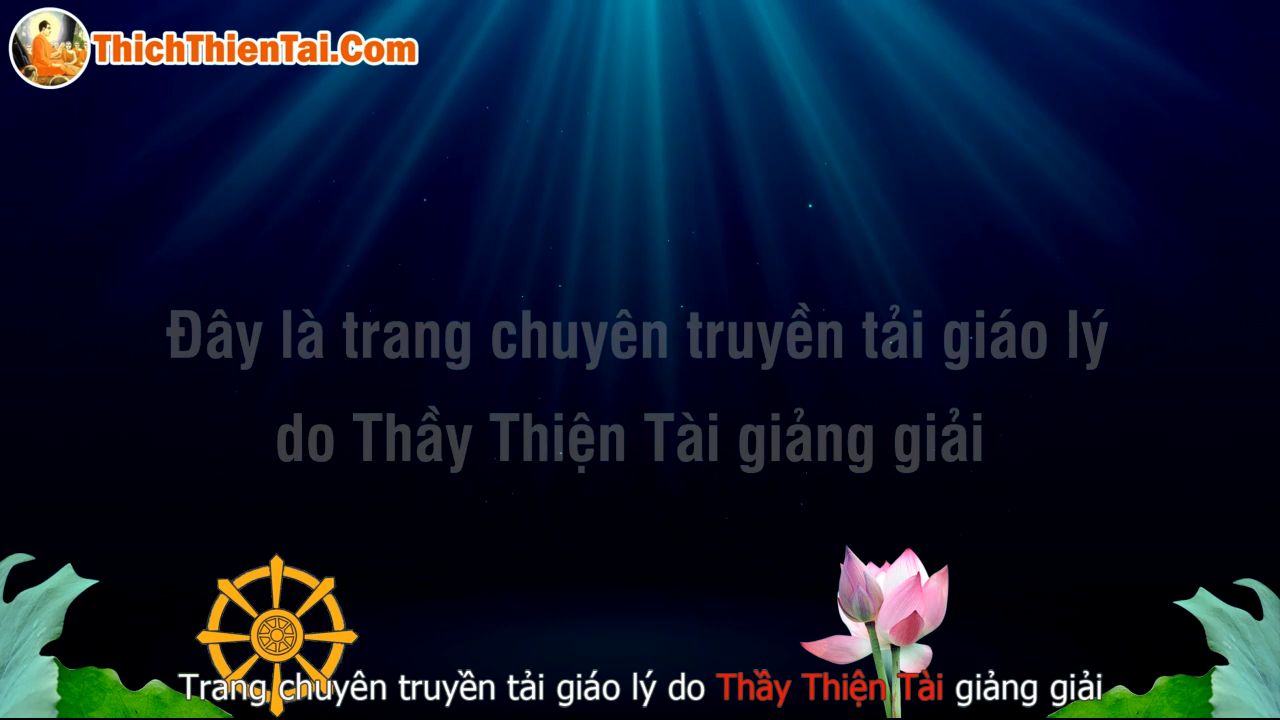 ThichThienTai.Com
Đây là trang chuyên truyền tải giáo lý
do Thầy Thiện Tài giảng giải
Trang chuyên truyền tải giáo lý do Thầy Thiện Tài giảng giải